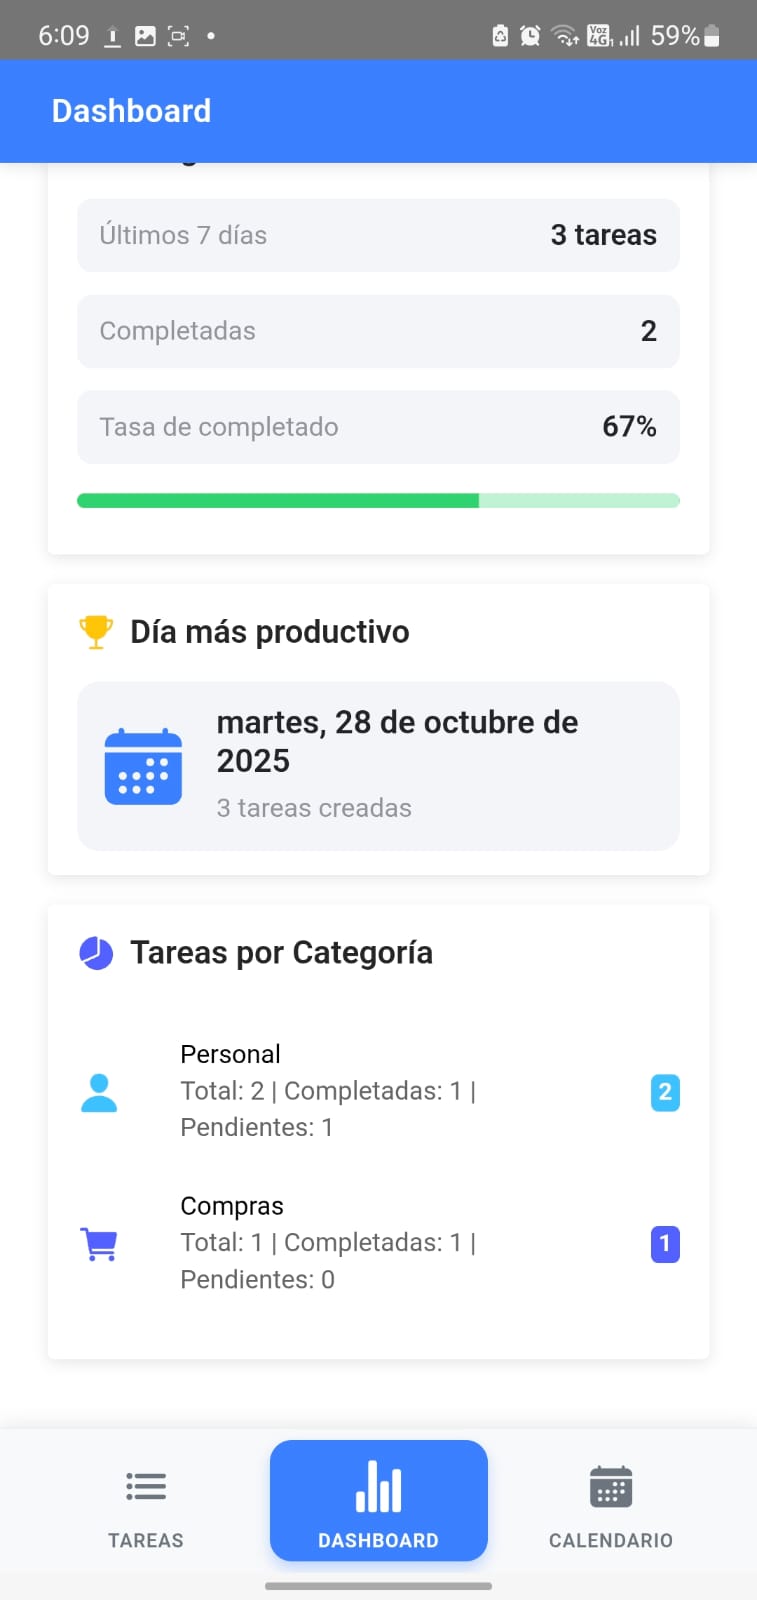 6:09
Voz
4G
59%
Dashboard
Últimos 7 días
3 tareas
Completadas
2
Tasa de completado
67%
Día más productivo
martes, 28 de octubre de
2025
3 tareas creadas
Tareas por Categoría
Personal
Total: 2 | Completadas: 1 |
Pendientes: 1
2
Compras
Total: 1 | Completadas: 1 |
Pendientes: 0
1
TAREAS
DASHBOARD
CALENDARIO